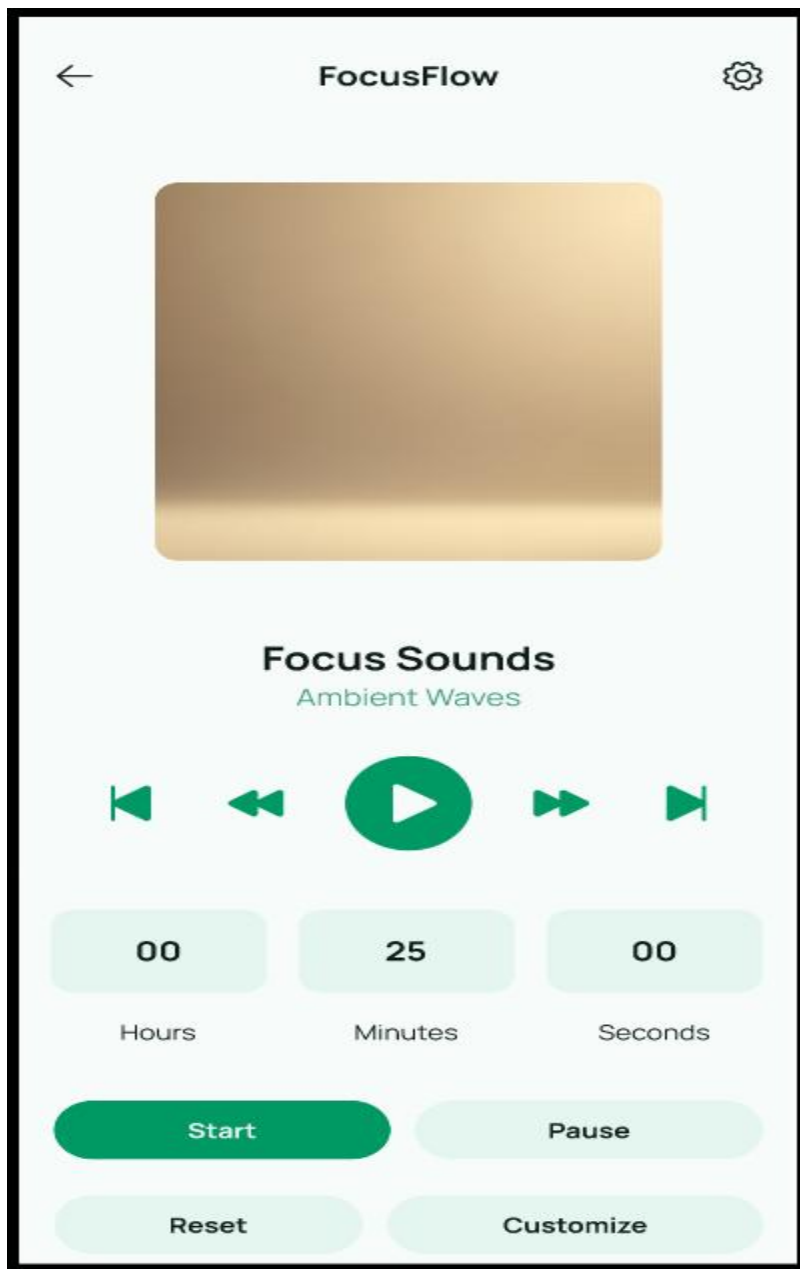 FocusFlow
Focus Sounds
Ambient Waves
00 25 00
Hours Minutes Seconds
Start Pause
Reset Customize